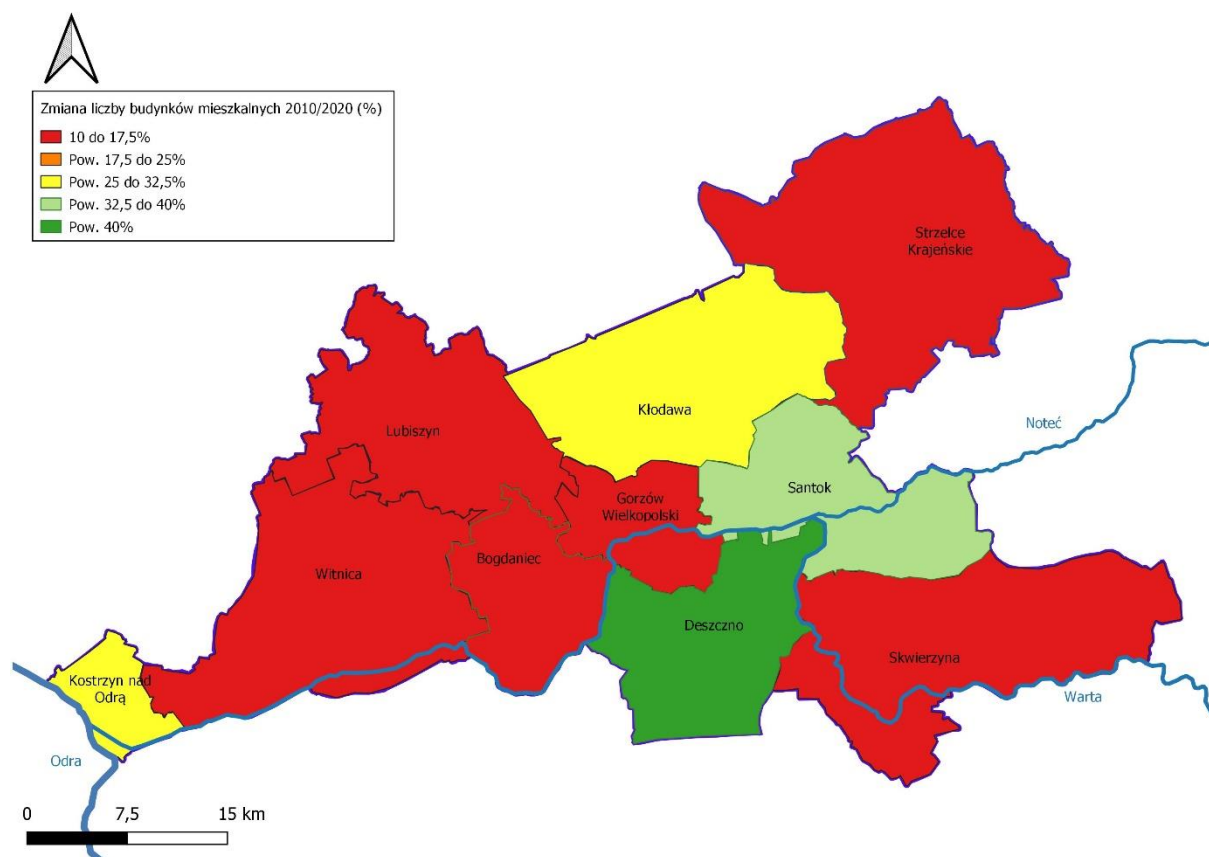 Zmiana liczby budynków mieszkalnych 2010/2020 (%)
10 do 17,5%
Pow. 17,5 do 25%
Pow. 25 do 32,5%
Pow. 32,5 do 40%
Pow. 40%
Strzelce
Krajeńskie
Kłodawa
Lubiszyn
Noteć
Santok
Gorzów
Wielkopolski
Bogdaniec
Witnica
Deszczno
Skwierzyna
Kostrzyn nad
Odrą
Warta
Odra
0 7,5 15 km